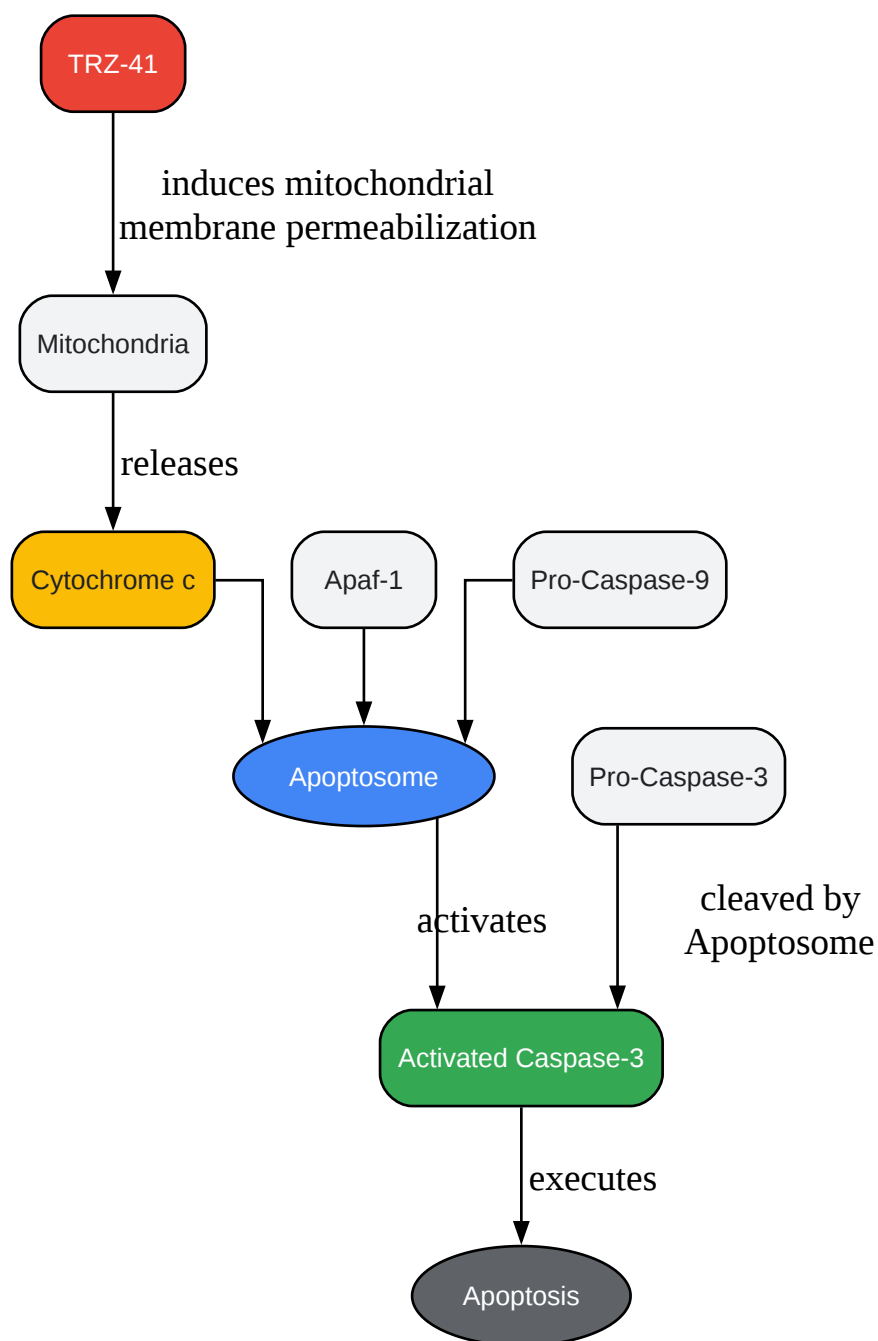 TRZ-41
induces mitochondrial
membrane permeabilization
Mitochondria
releases
Cytochrome c
Apaf-1
Pro-Caspase-9
Apoptosome
Pro-Caspase-3
activates
cleaved by
Apoptosome
Activated Caspase-3
executes
Apoptosis